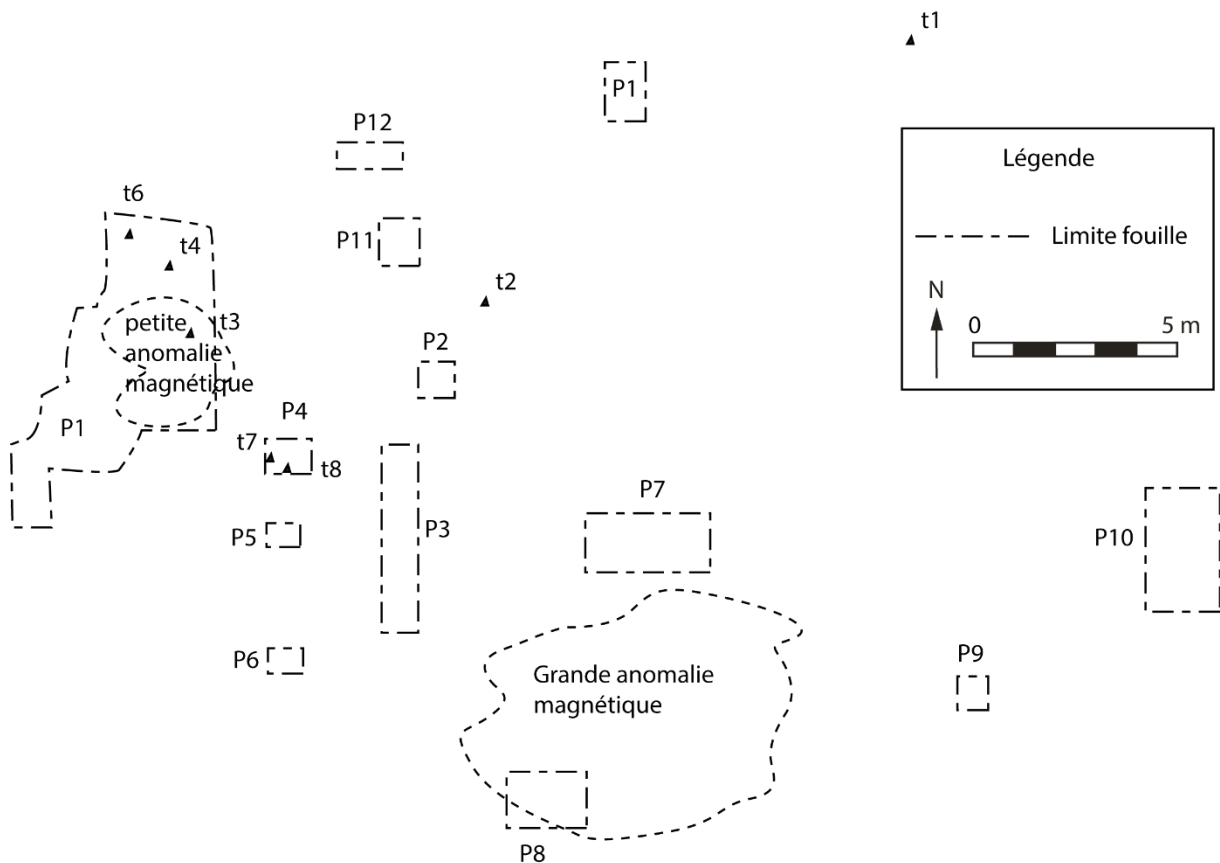 t1
P1
P12
Légende
t6
t4
P11
Limite fouille
t2
N
0
5 m
petite
t3
anomalie
magnétique
P2
P1
P4
t7
t8
P7
P3
P5
P10
P6
P9
Grande anomalie
magnétique
P8